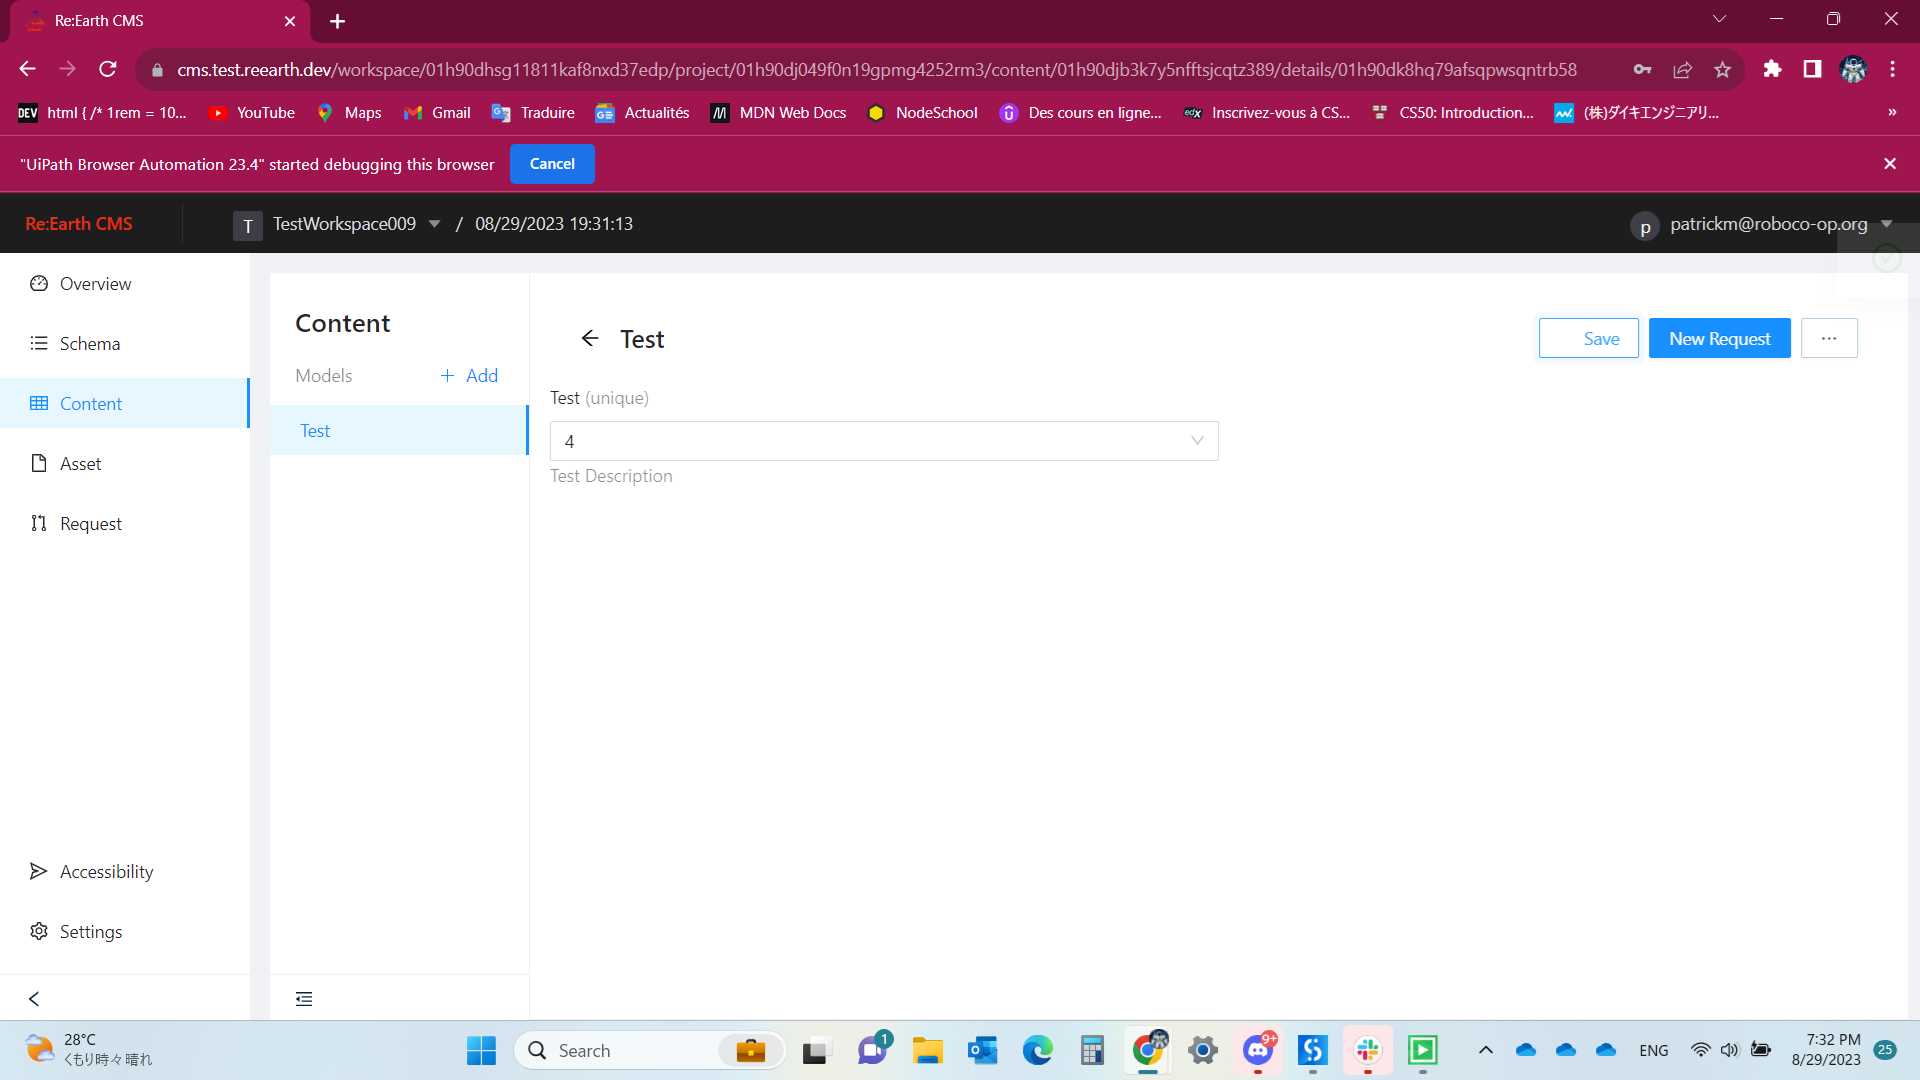 Re:Earth CMS
cms.test.reearth.dev/workspace/01h90dhsg11811kaf8nxd37edp/project/01h90dj049f0n19gpmg4252rm3/content/01h90djb3k7y5nfftsjcqtz389/details/01h90dk8hq79afsqpwsqntrb58
DEV html { /* 1rem = 10... YouTube Maps Gmail Traduire Actualités MDN Web Docs NodeSchool Des cours en ligne... edX Inscrivez-vous à CS... CS50: Introduction... (株)ダイキエンジニアリ... »
"UiPath Browser Automation 23.4" started debugging this browser Cancel
Re:Earth CMS T TestWorkspace009 / 08/29/2023 19:31:13 p patrickm@roboco-op.org
Overview
Schema
Content
Asset
Request
Accessibility
Settings
Content
Models + Add
Test
Test
Save New Request ...
Test (unique)
4
Test Description
28°C
くもり時々晴れ
Search
1
9+
ENG
7:32 PM
8/29/2023
25